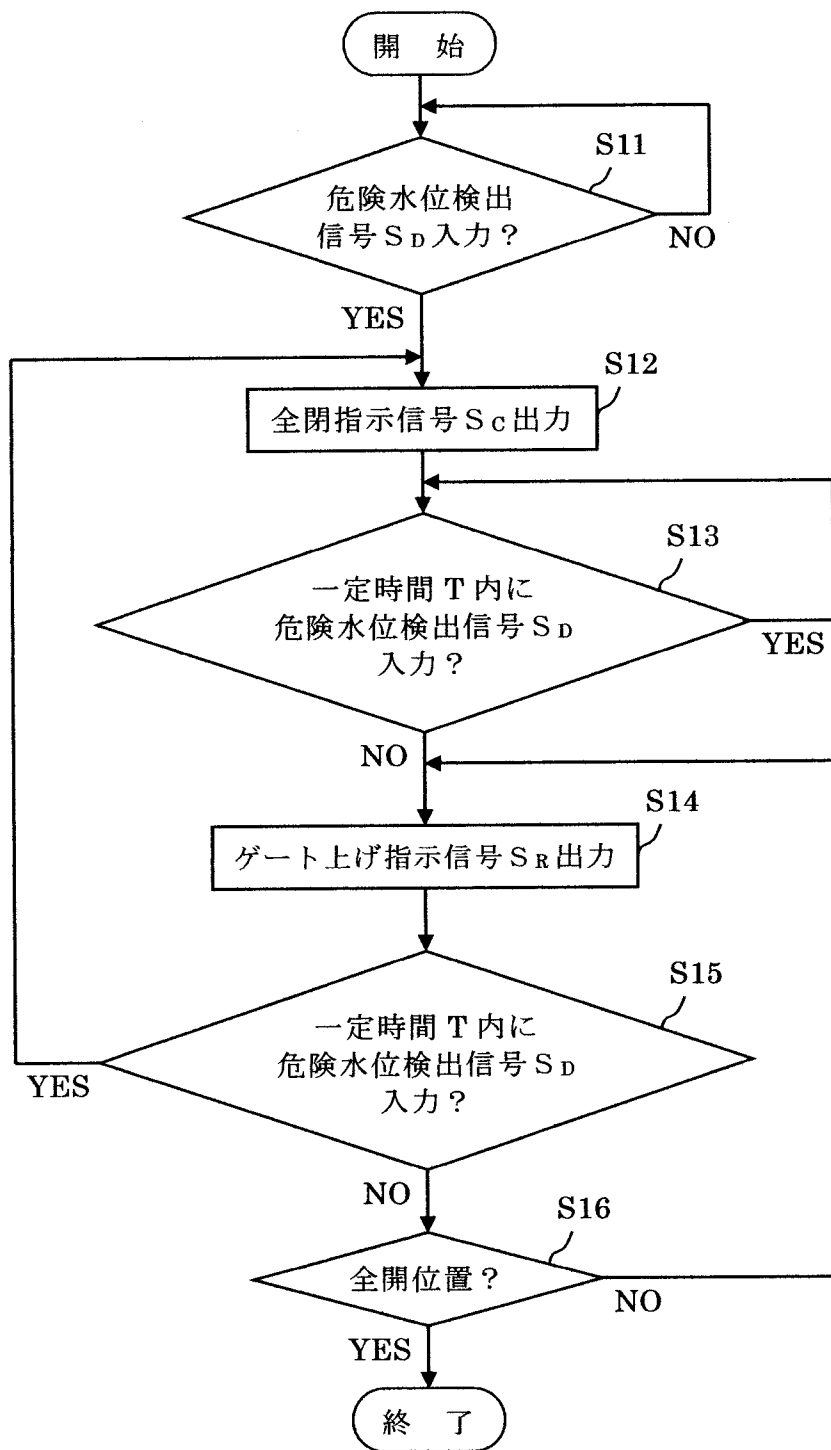 開 始
S11
危険水位検出
信号SD入力?
NO
YES
S12
全閉指示信号SC出力
S13
一定時間T内に
危険水位検出信号SD
入力?
YES
NO
S14
ゲート上げ指示信号SR出力
S15
一定時間T内に
危険水位検出信号SD
入力?
YES
NO
S16
全開位置?
NO
YES
終 了